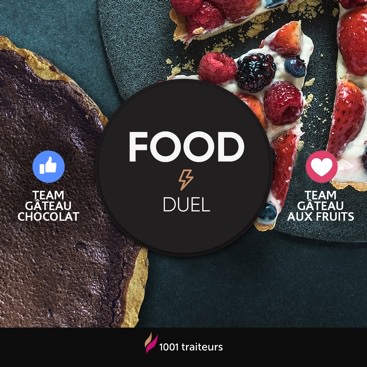 FOOD
DUEL
TEAM
GÂTEAU
CHOCOLAT
TEAM
GÂTEAU
AUX FRUITS
1001 traiteurs